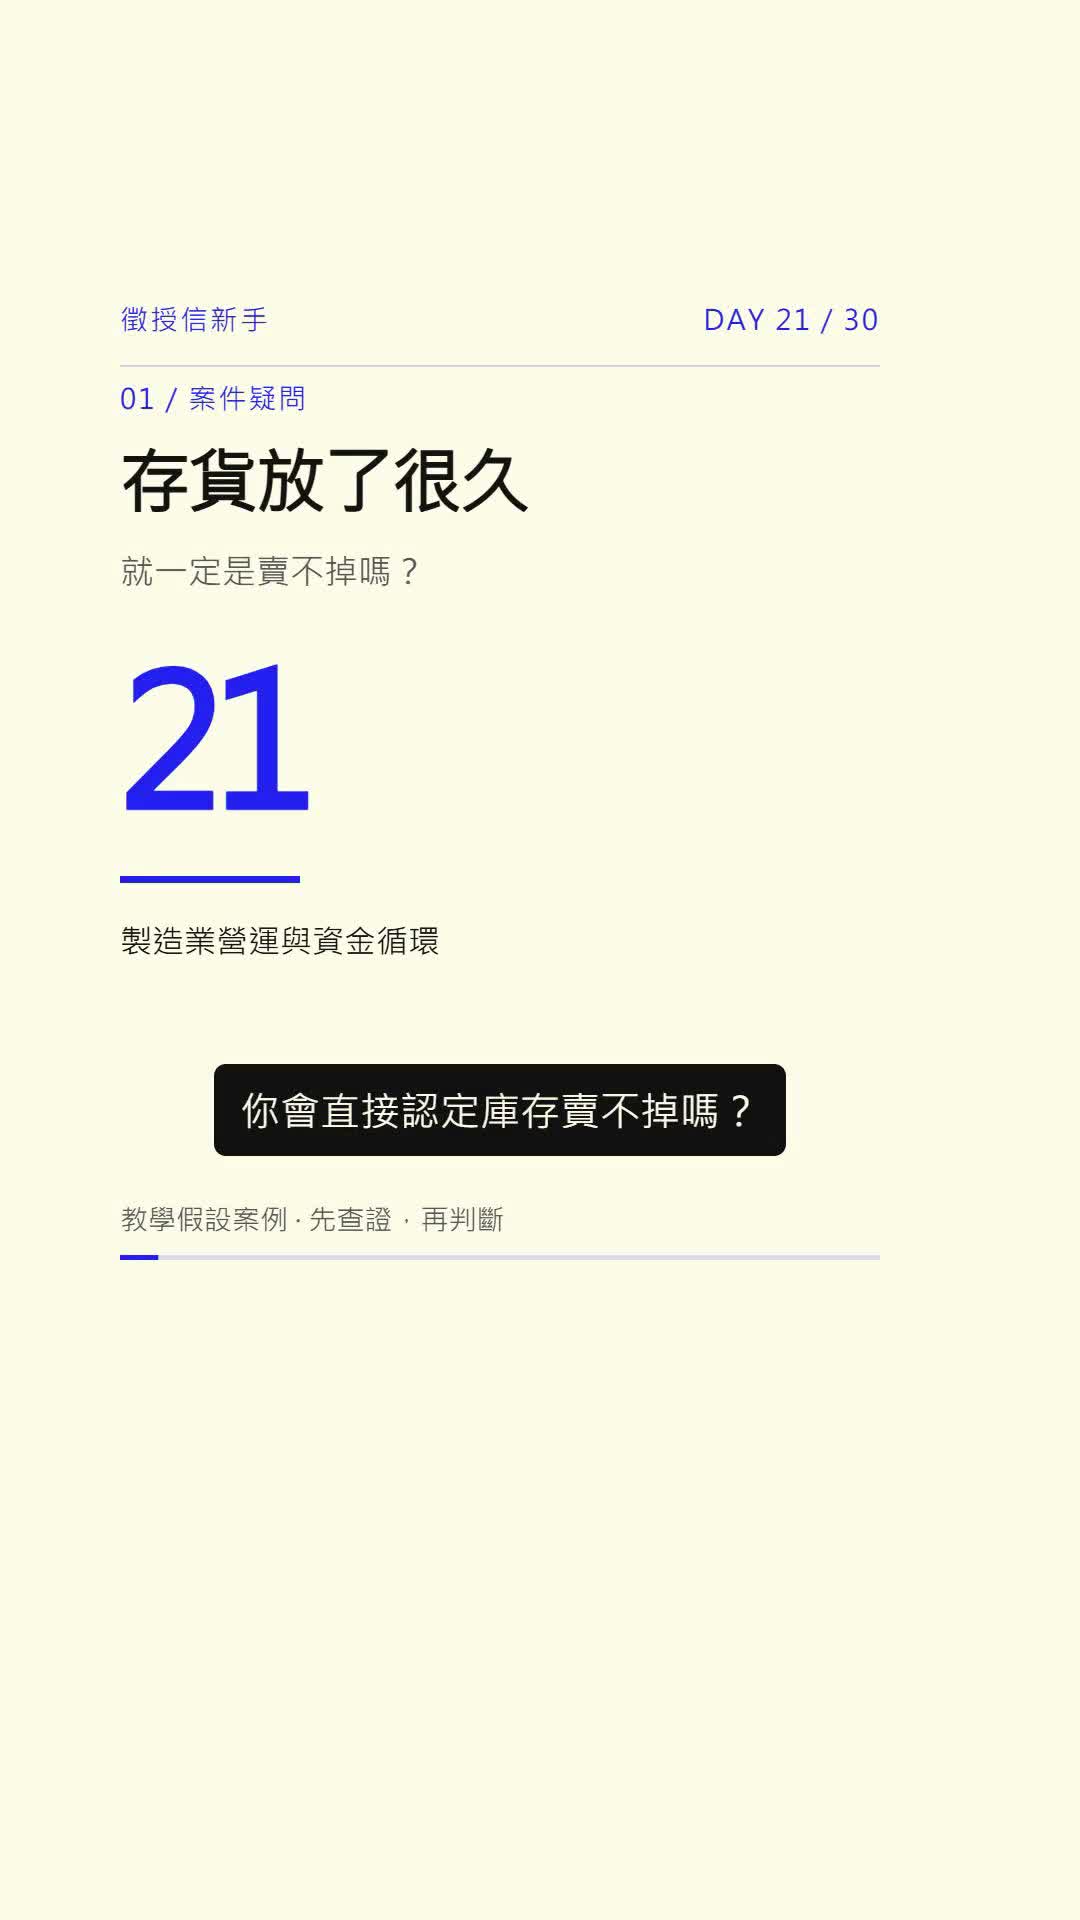 徵授信新手
DAY 21 / 30
01 / 案件疑問
存貨放了很久
就一定是賣不掉嗎？
21
製造業營運與資金循環
你會直接認定庫存賣不掉嗎？
教學假設案例 · 先查證 · 再判斷